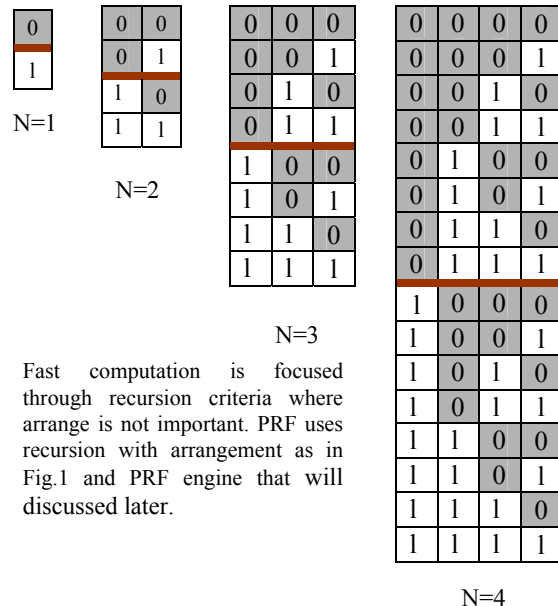 0
1
N=1
0 0
0 1
1 0
1 1
N=2
0 0 0
0 0 1
0 1 0
0 1 1
1 0 0
1 0 1
1 1 0
1 1 1
N=3
0 0 0 0
0 0 0 1
0 0 1 0
0 0 1 1
0 1 0 0
0 1 0 1
0 1 1 0
0 1 1 1
1 0 0 0
1 0 0 1
1 0 1 0
1 0 1 1
1 1 0 0
1 1 0 1
1 1 1 0
1 1 1 1
N=4
Fast computation is focused
through recursion criteria where
arrange is not important. PRF uses
recursion with arrangement as in
Fig.1 and PRF engine that will
discussed later.